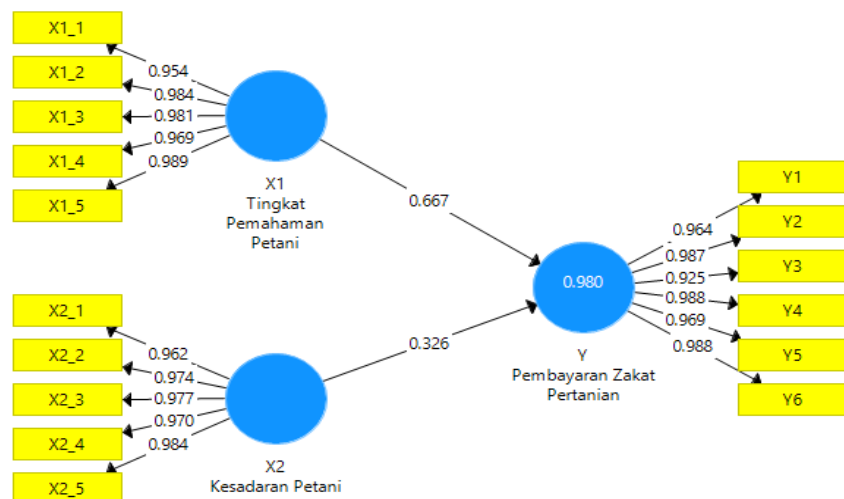 X1_1
X1_2
X1_3
X1_4
X1_5
0.954
0.984
0.981
0.969
0.989
X1
Tingkat
Pemahaman
Petani
0.667
X2_1
X2_2
X2_3
X2_4
X2_5
0.962
0.974
0.977
0.970
0.984
X2
Kesadaran Petani
0.326
0.980
Y
Pembayaran Zakat
Pertanian
0.964
0.987
0.925
0.988
0.969
0.988
Y1
Y2
Y3
Y4
Y5
Y6